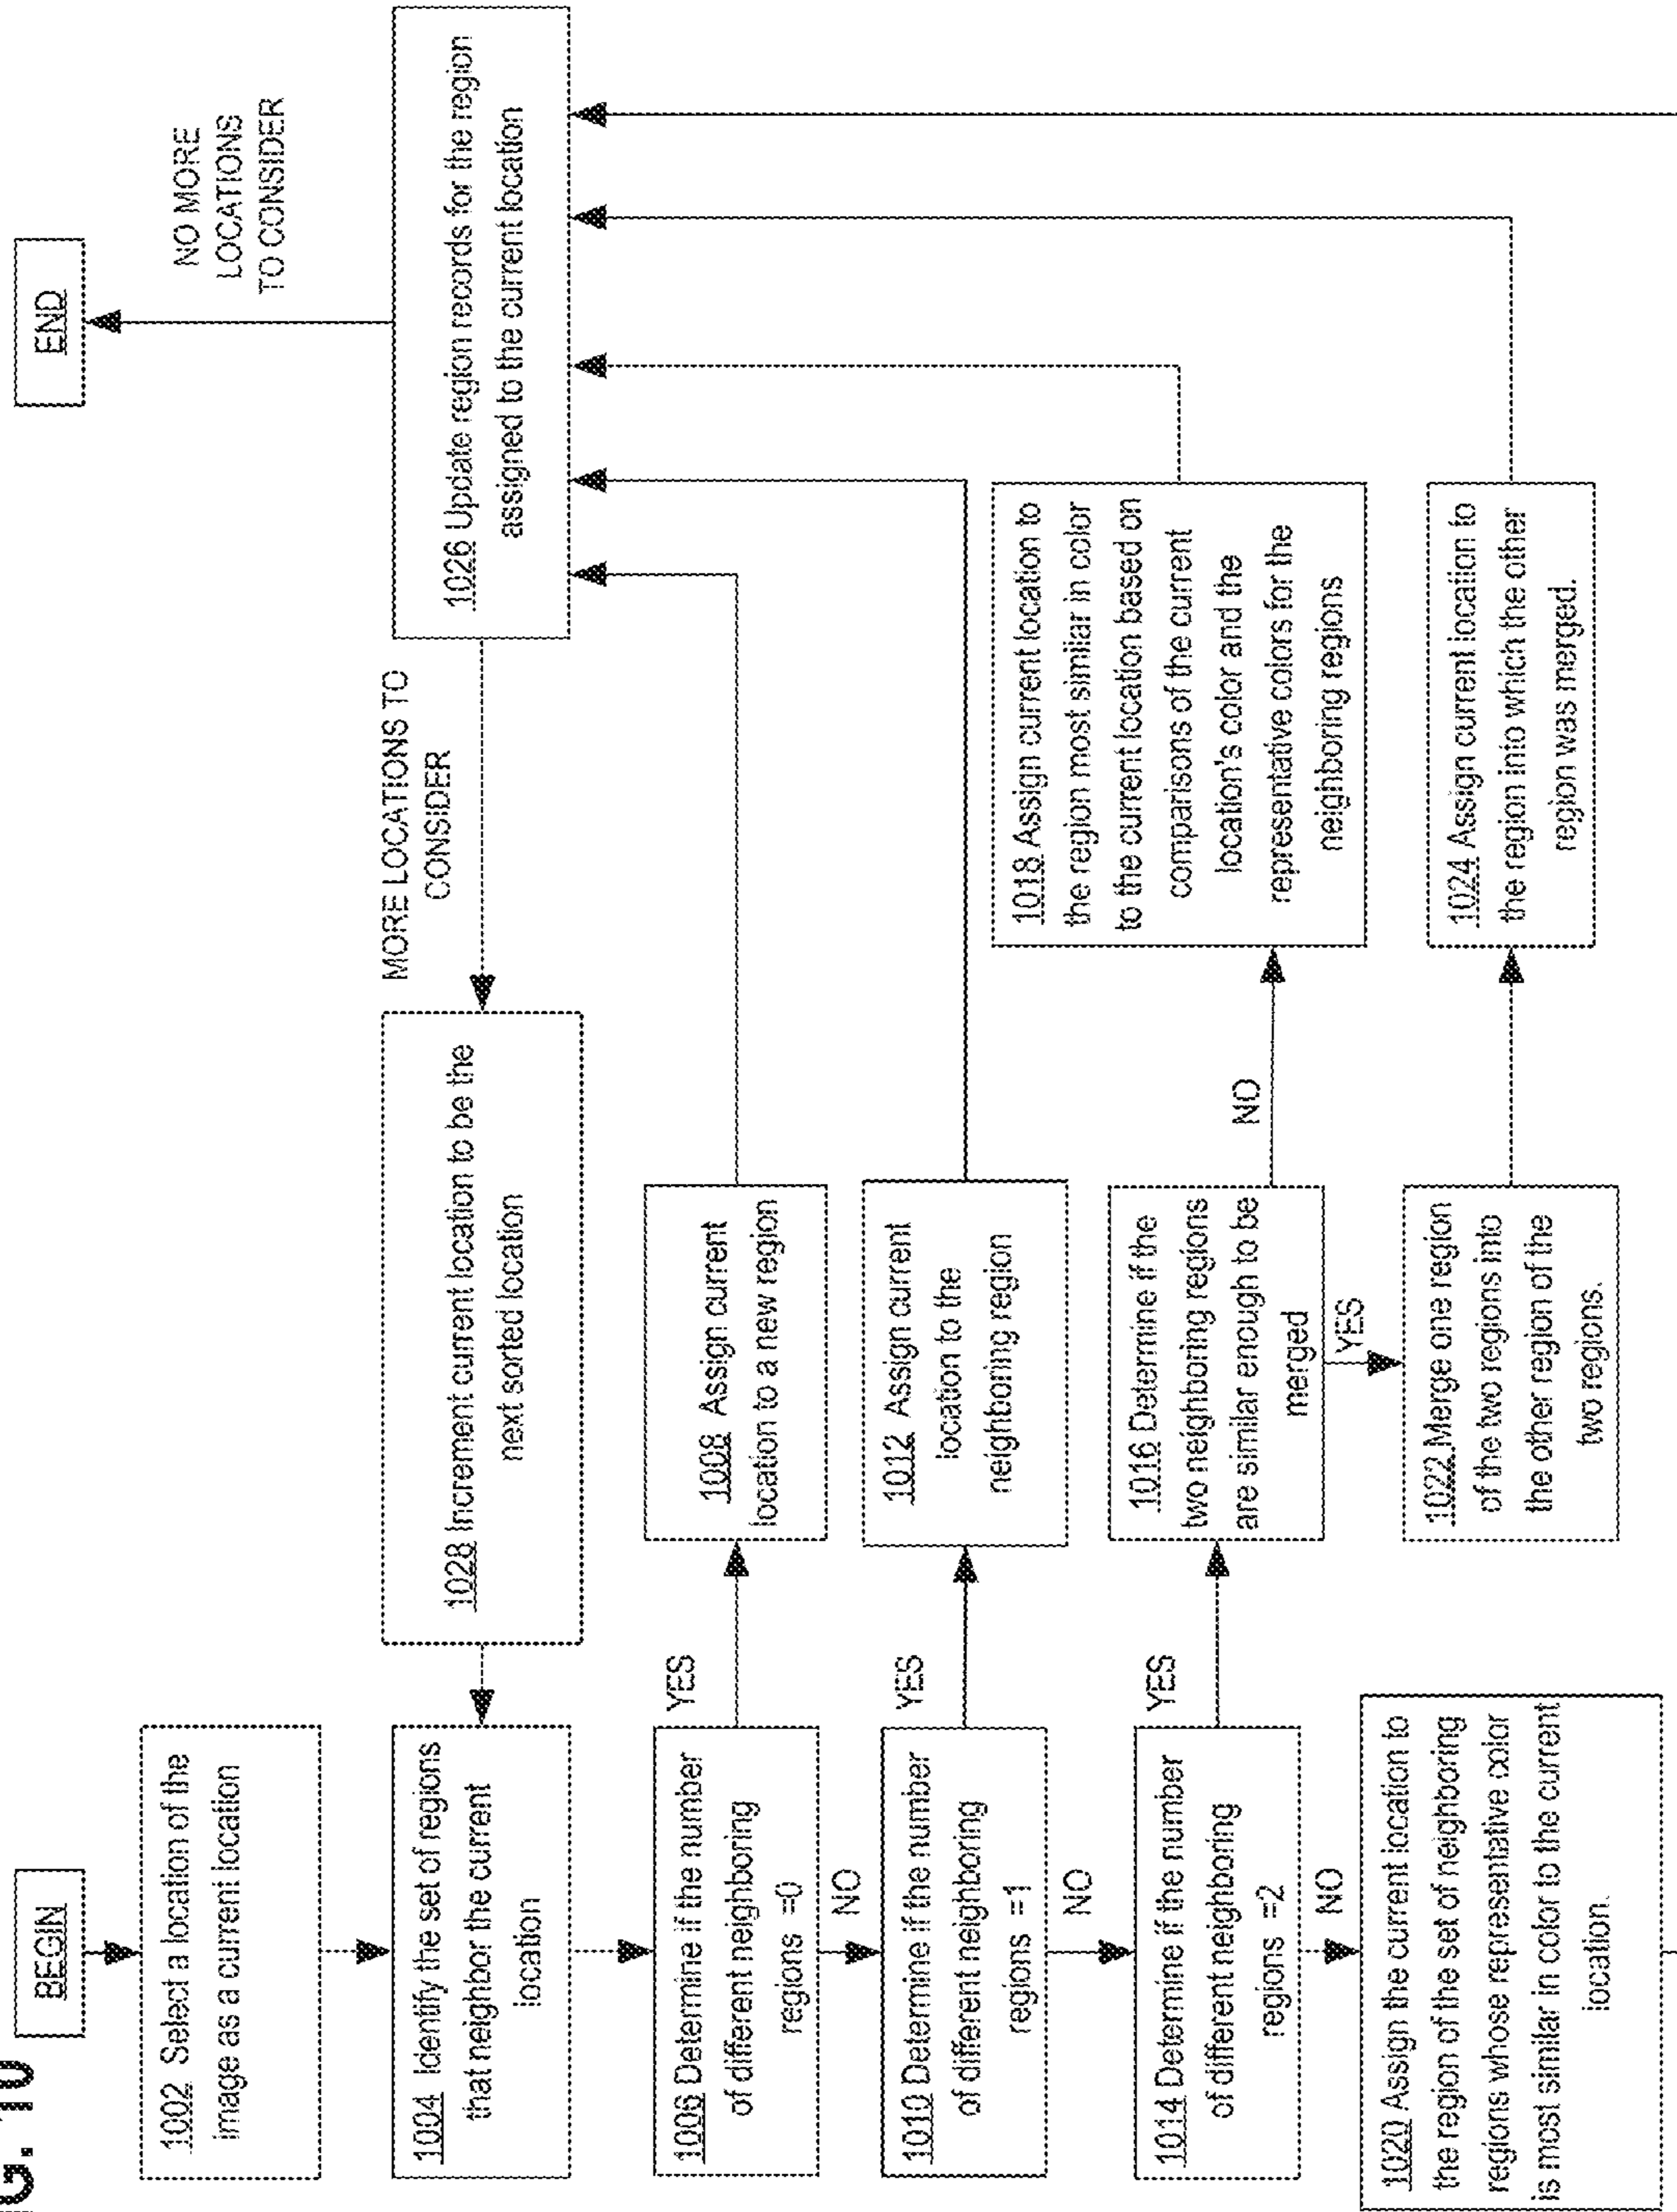 G. 10
BEGIN
1002 Select a location of the
image as a current location
1004 Identify the set of regions
that neighbor the current
location
1006 Determine if the number
of different neighboring
regions =0
YES
NO
1008 Assign current
location to a new region
1010 Determine if the number
of different neighboring
regions =1
YES
NO
1012 Assign current
location to the
neighboring region
1014 Determine if the number
of different neighboring
regions =2
YES
NO
1016 Determine if the
two neighboring regions
are similar enough to be
merged
NO
YES
1018 Assign current location to
the region most similar in color
to the current location based on
comparisons of the current
location's color and the
representative colors for the
neighboring regions
1020 Assign the current location to
the region of the set of neighboring
regions whose representative color
is most similar in color to the current
location.
1022 Merge one region
of the two regions into
the other region of the
two regions.
1024 Assign current location to
the region into which the other
region was merged.
1026 Update region records for the region
assigned to the current location
MORE LOCATIONS TO
CONSIDER
1028 Increment current location to be the
next sorted location
NO MORE
LOCATIONS
TO CONSIDER
END